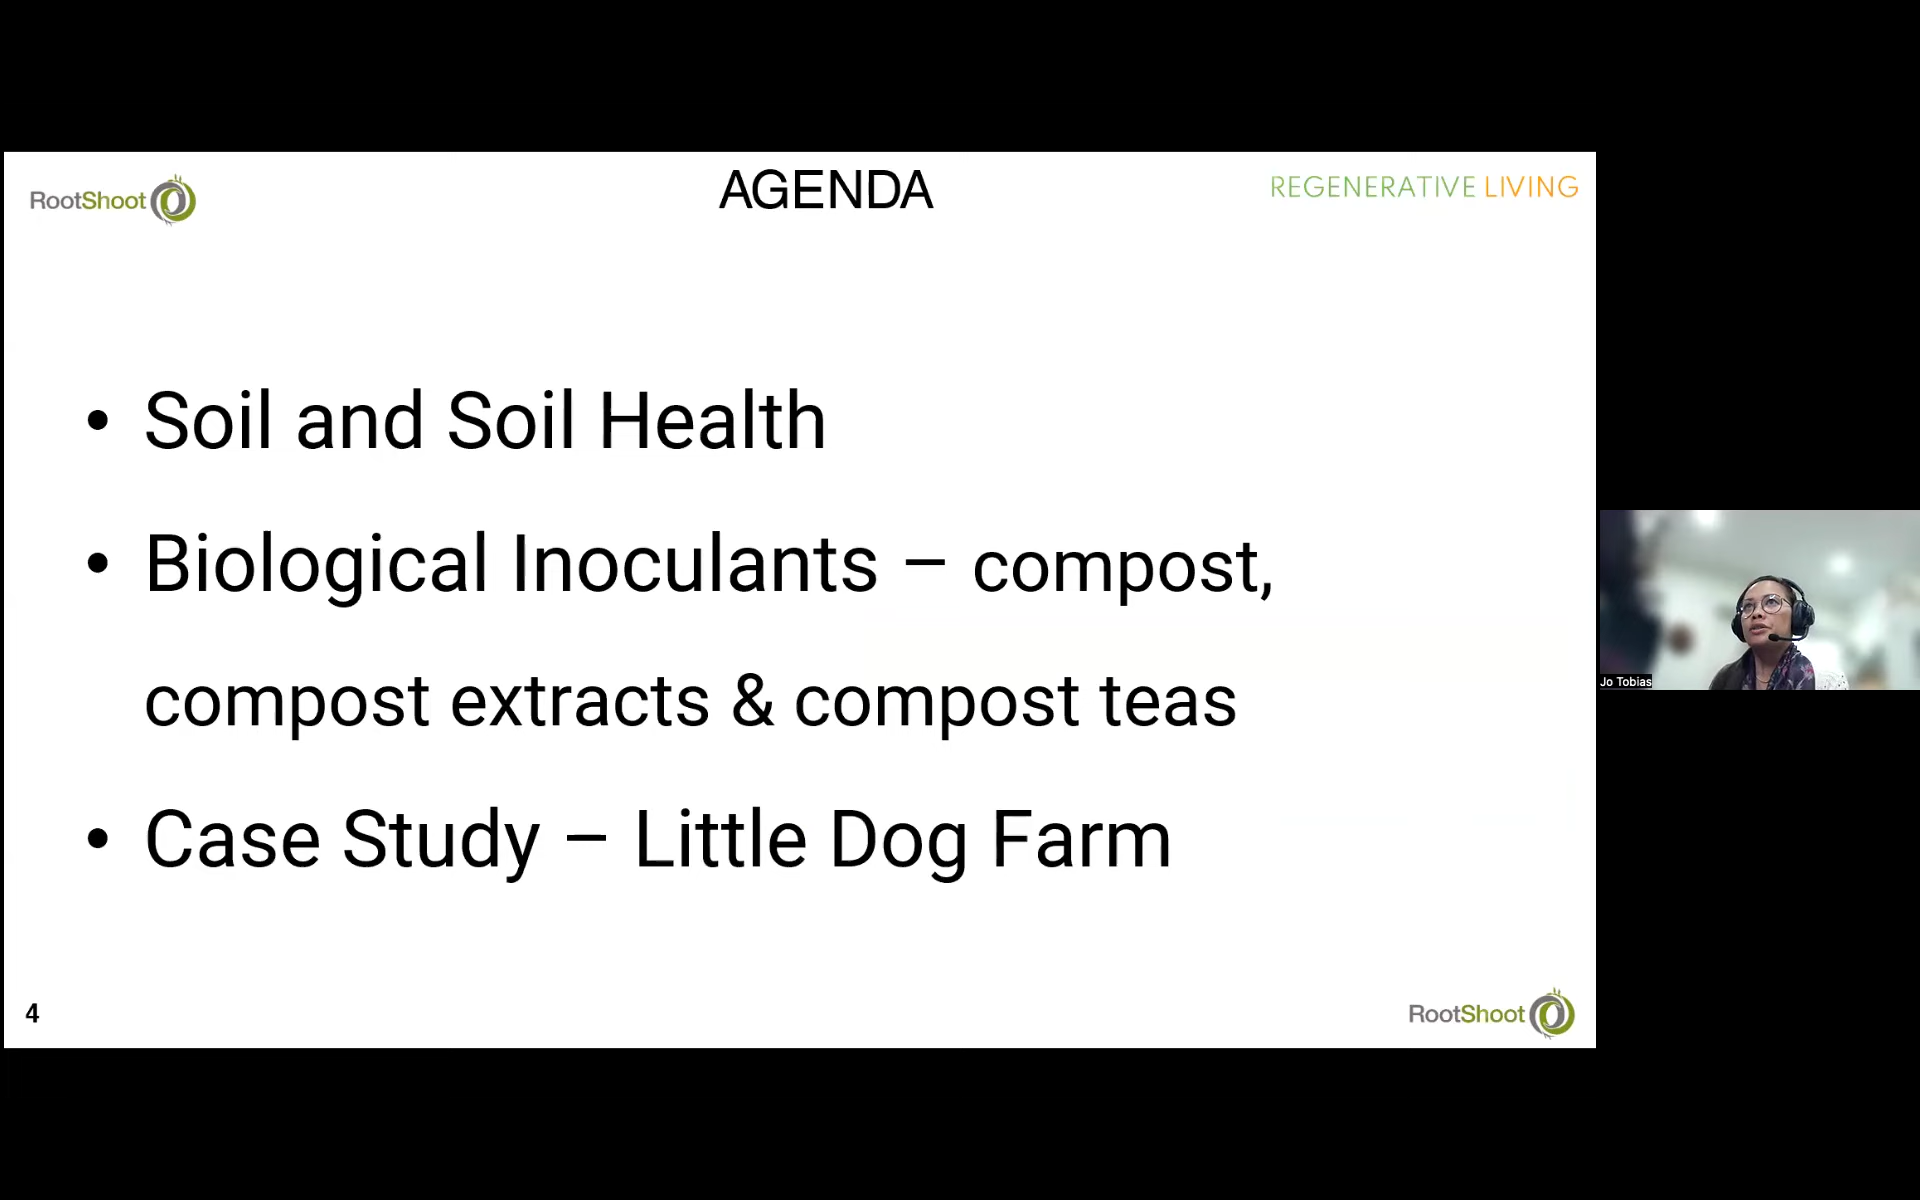 RootShoot
AGENDA
REGENERATIVE LIVING
• Soil and Soil Health
• Biological Inoculants – compost,
compost extracts & compost teas
• Case Study – Little Dog Farm
Jo Tobias
4
RootShoot